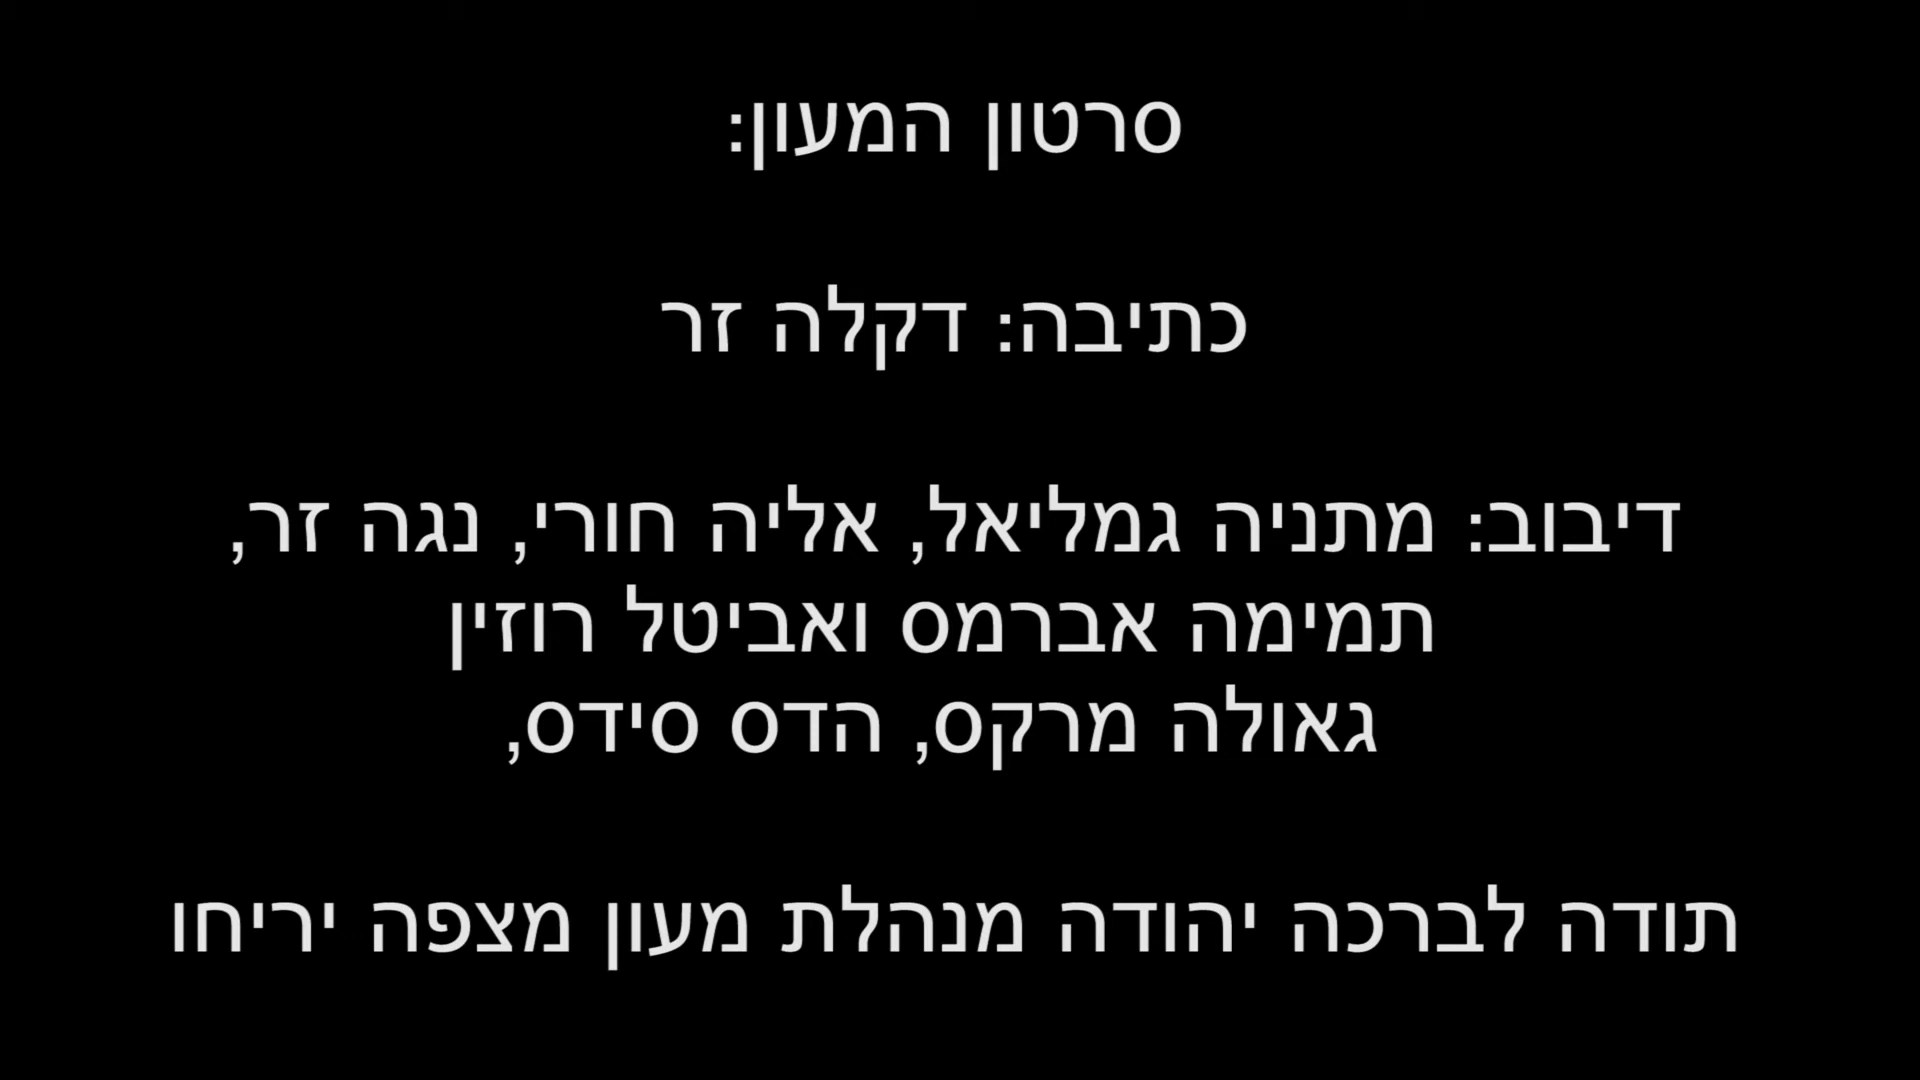 סרטון המעון:
כתיבה: דקלה זר
דיבוב: מתניה גמליאל, אליה חורי, נגה זר,
תמימה אברמס ואביטל רוזין
גאולה מרקס, הדס סידס,
תודה לברכה יהודה מנהלת מעון מצפה יריחו